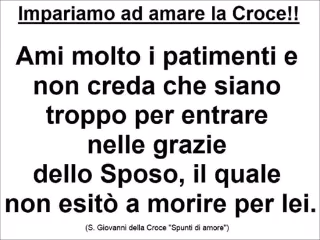 Impariamo ad amare la Croce!!
Ami molto i patimenti e
non creda che siano
troppo per entrare
nelle grazie
dello Sposo, il quale
non esitò a morire per lei.
(S. Giovanni della Croce "Spunti di amore")